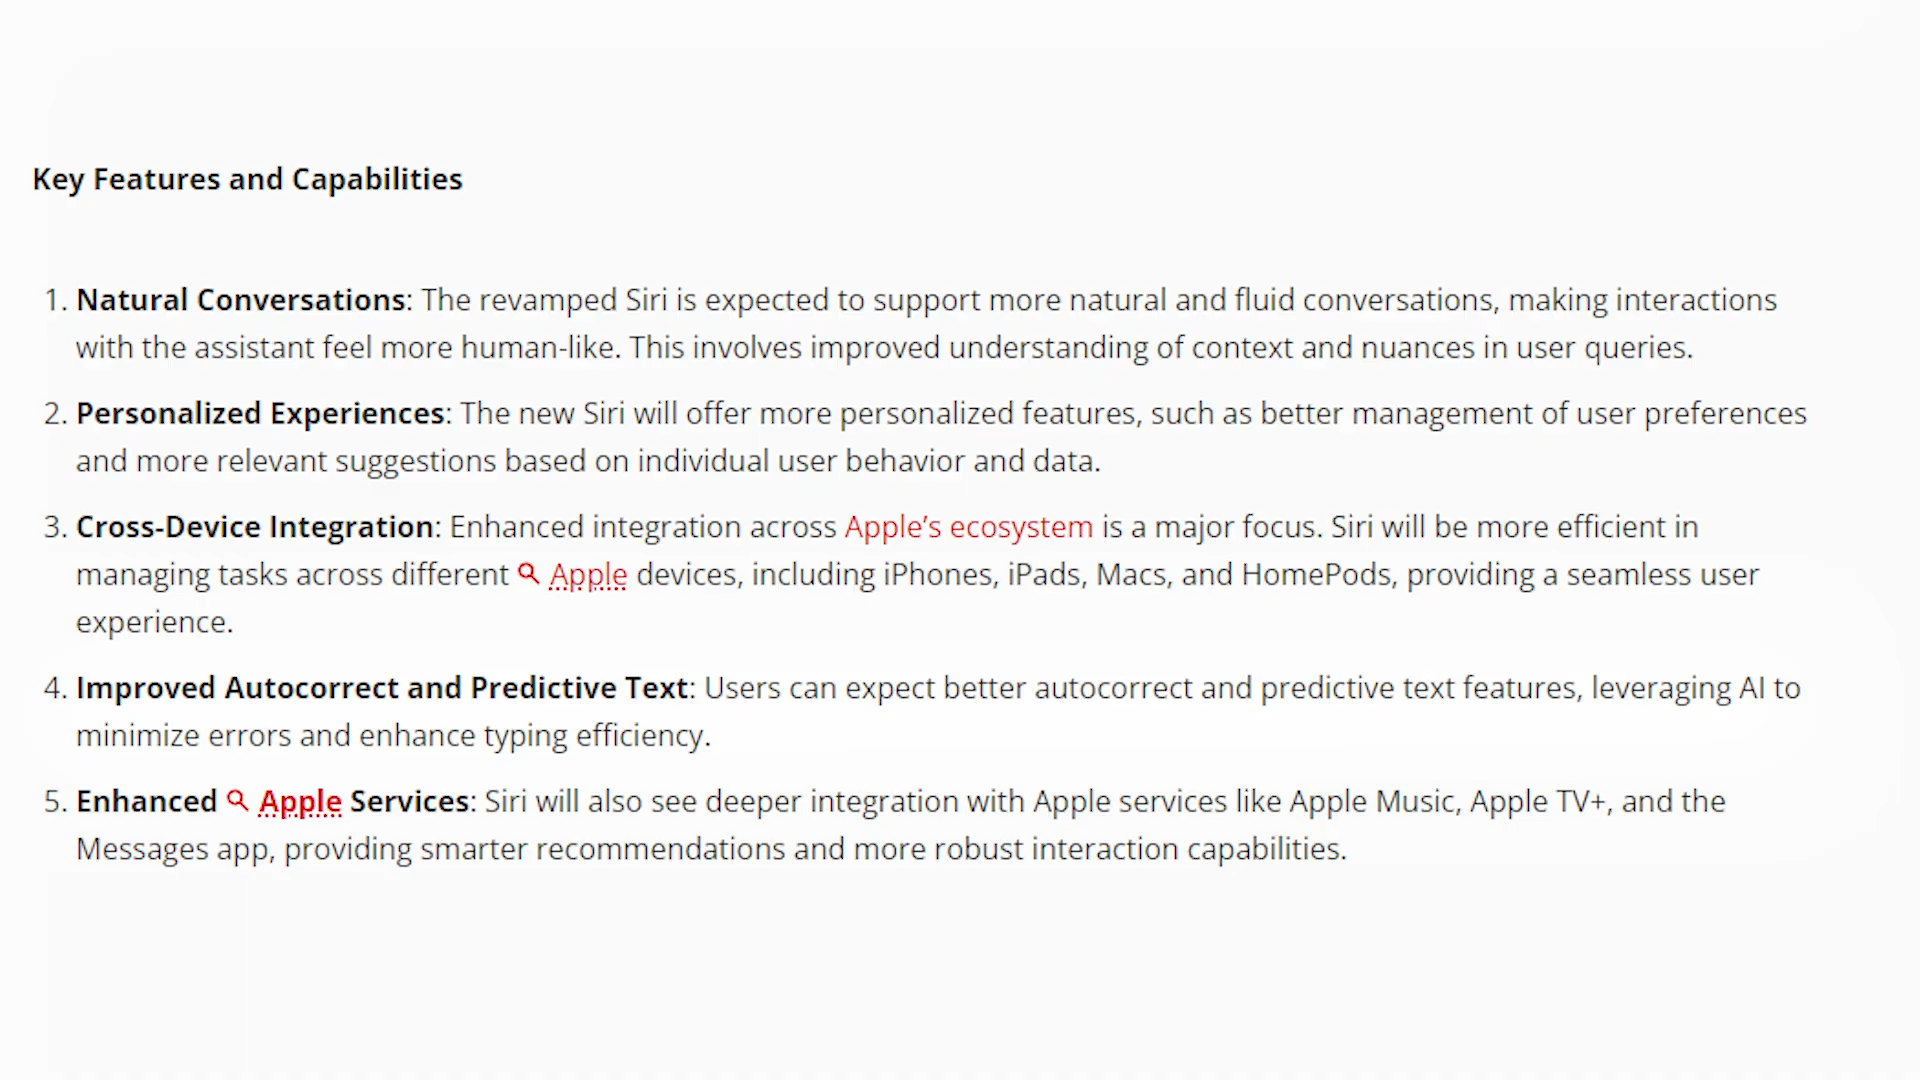 Key Features and Capabilities
1. Natural Conversations: The revamped Siri is expected to support more natural and fluid conversations, making interactions
with the assistant feel more human-like. This involves improved understanding of context and nuances in user queries.
2. Personalized Experiences: The new Siri will offer more personalized features, such as better management of user preferences
and more relevant suggestions based on individual user behavior and data.
3. Cross-Device Integration: Enhanced integration across Apple’s ecosystem is a major focus. Siri will be more efficient in
managing tasks across different Apple devices, including iPhones, iPads, Macs, and HomePods, providing a seamless user
experience.
4. Improved Autocorrect and Predictive Text: Users can expect better autocorrect and predictive text features, leveraging AI to
minimize errors and enhance typing efficiency.
5. Enhanced Apple Services: Siri will also see deeper integration with Apple services like Apple Music, Apple TV+, and the
Messages app, providing smarter recommendations and more robust interaction capabilities.